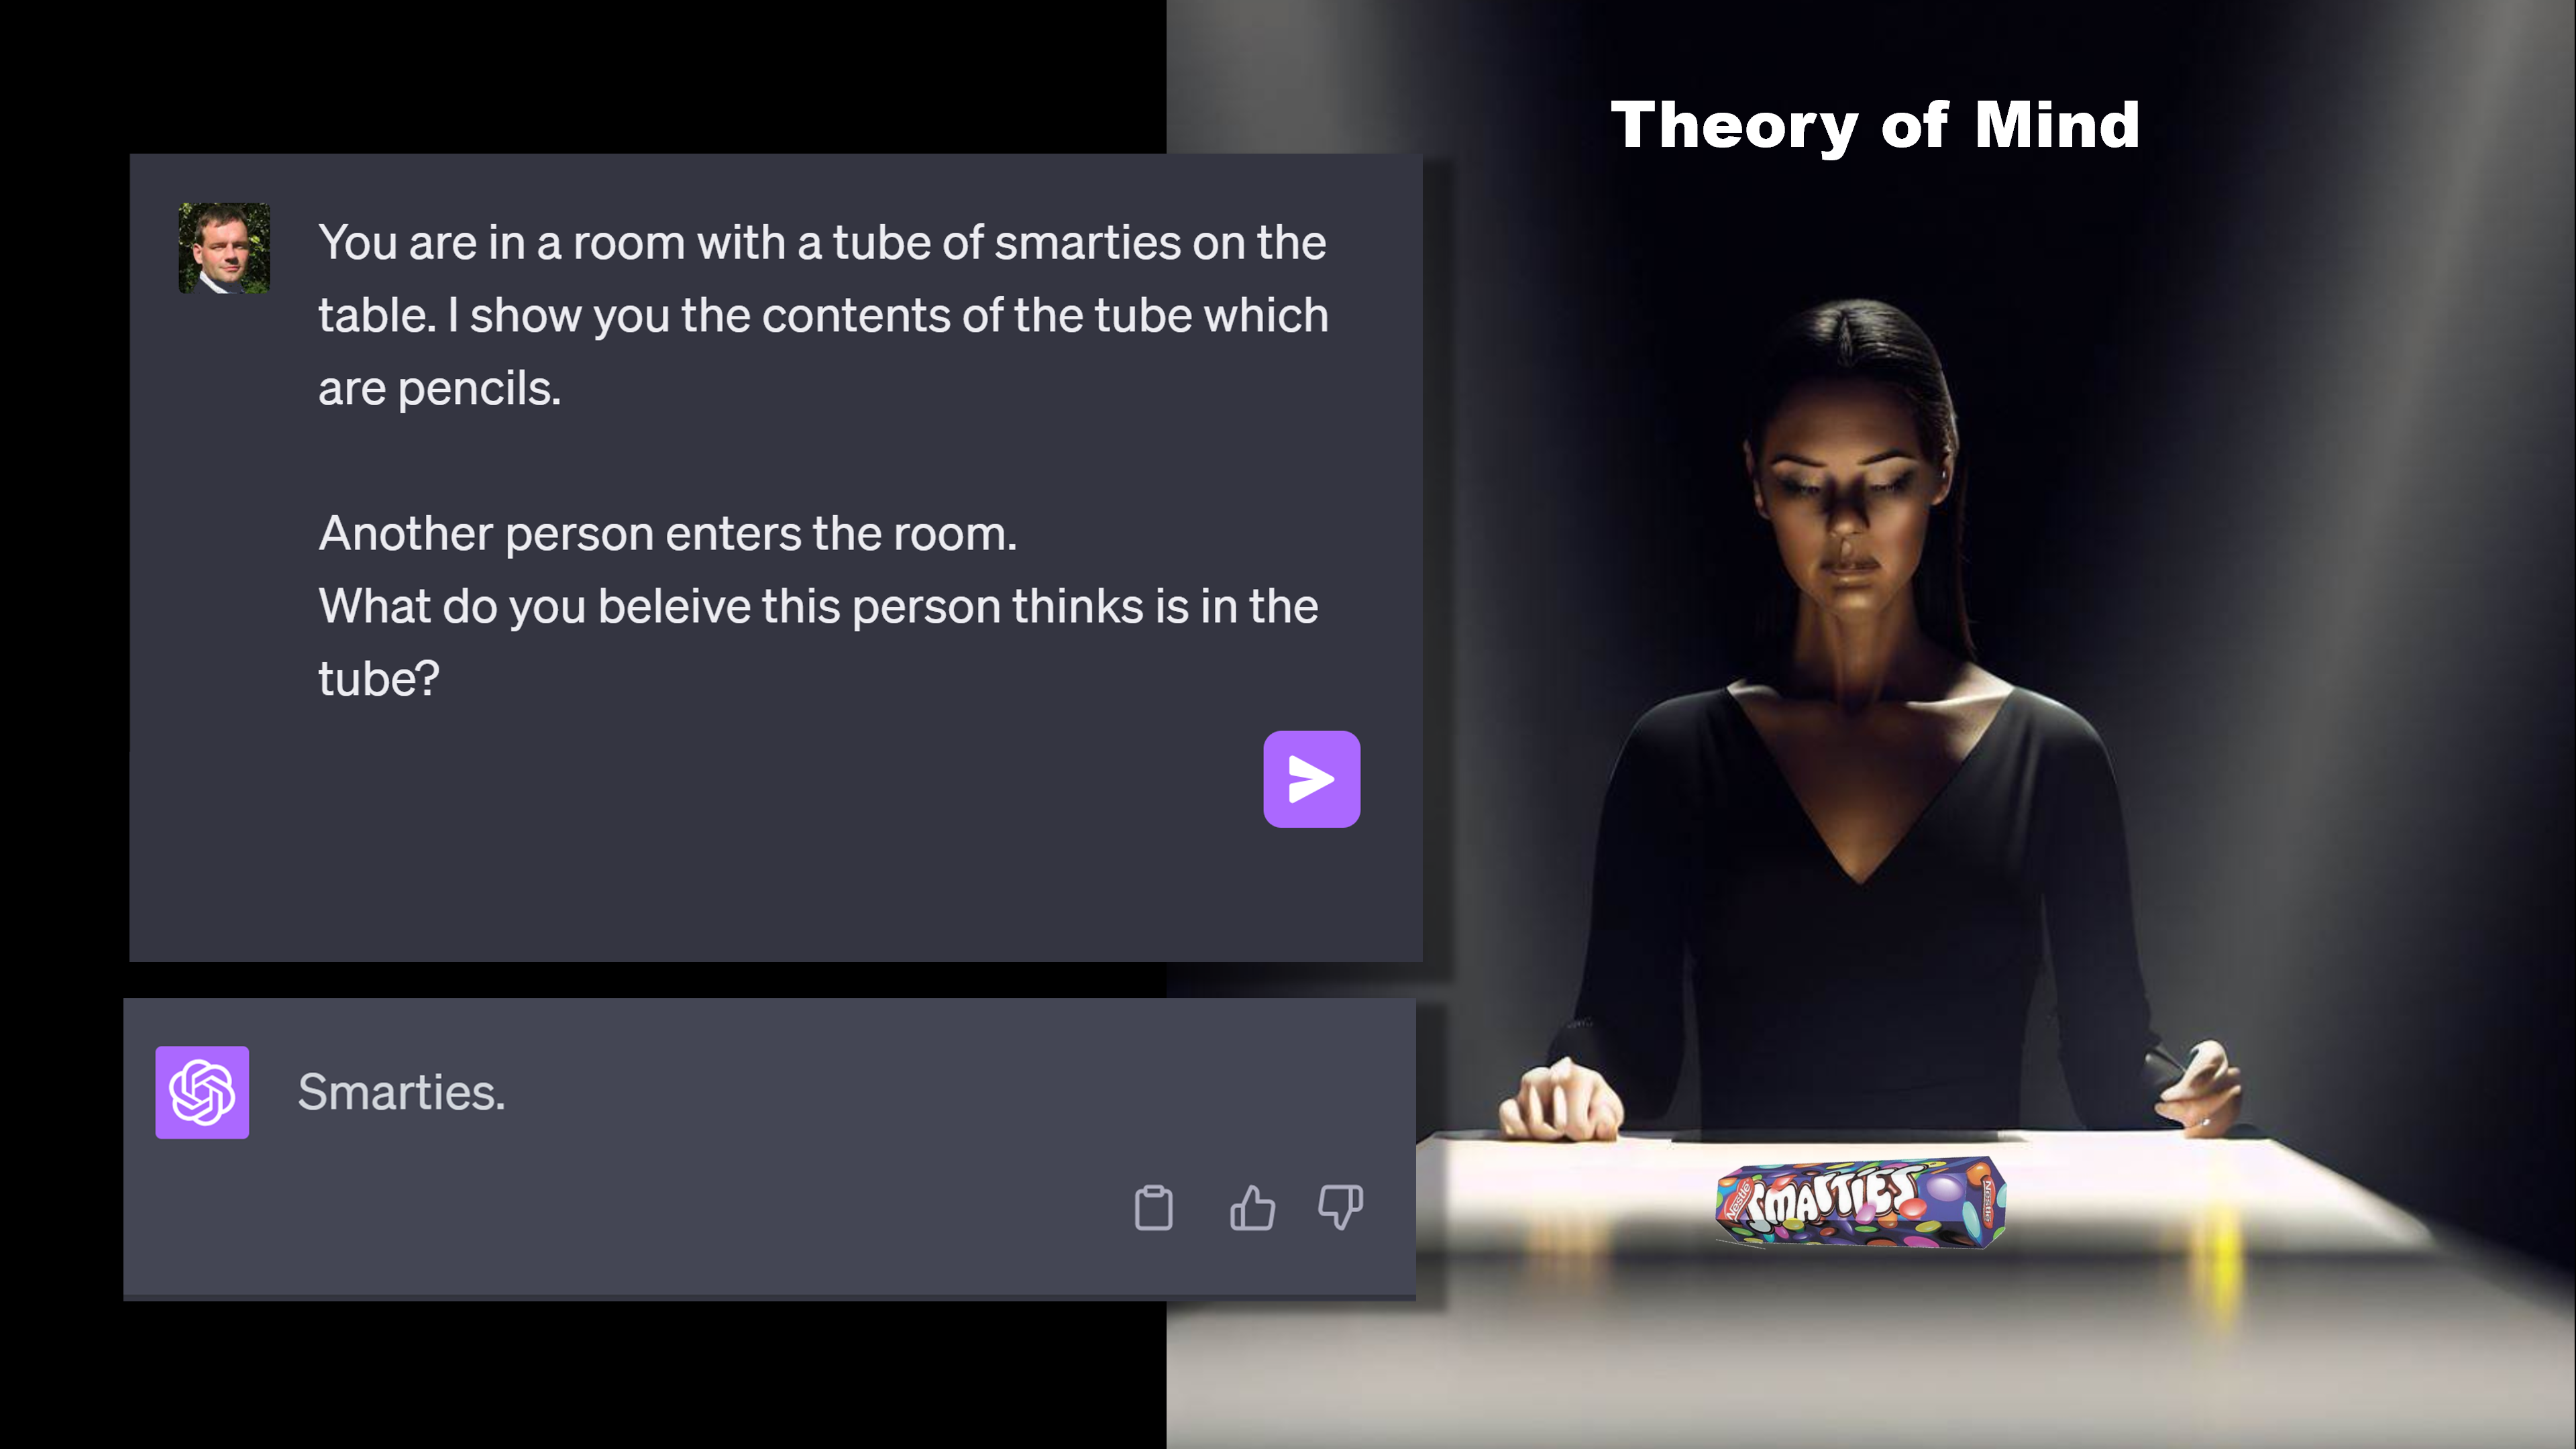 Theory of Mind
You are in a room with a tube of smarties on the
table. I show you the contents of the tube which
are pencils.
Another person enters the room.
What do you beleive this person thinks is in the
tube?
Smarties.
Nestlé SMARTIES Nestlé